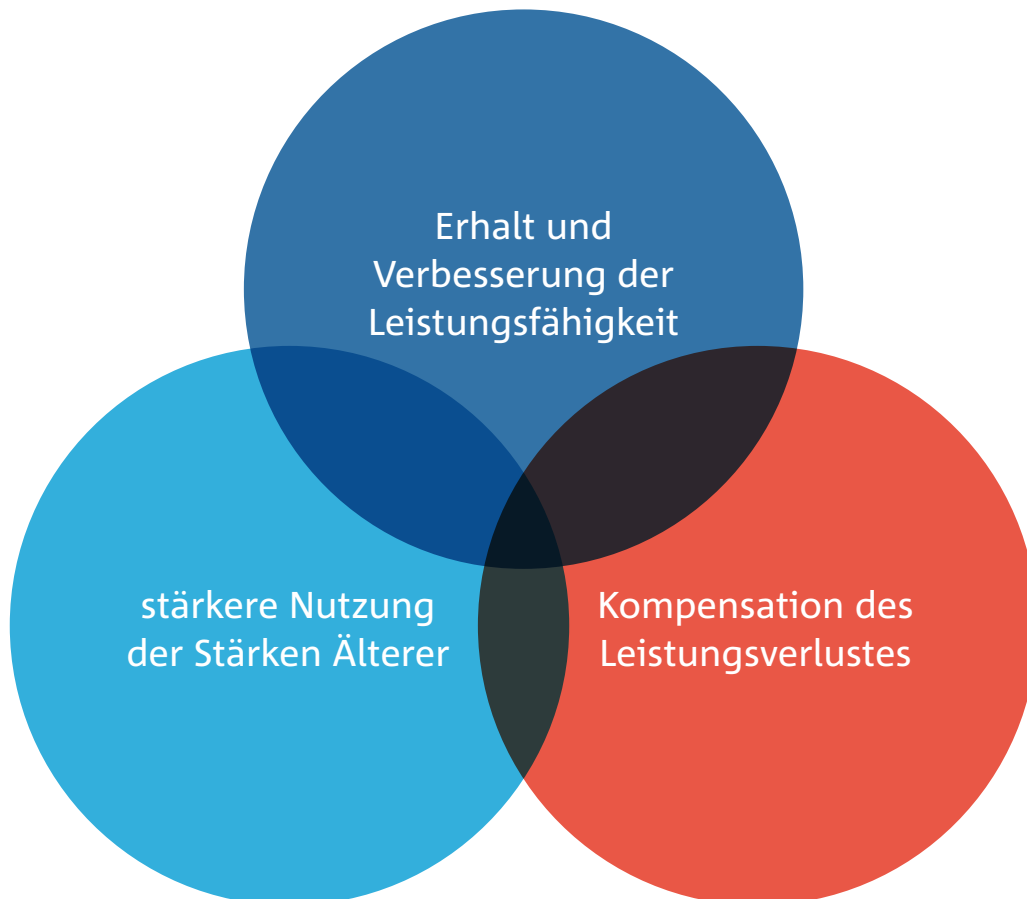 Erhalt und
Verbesserung der
Leistungsfähigkeit
stärkere Nutzung
der Stärken Älterer
Kompensation des
Leistungsverlustes